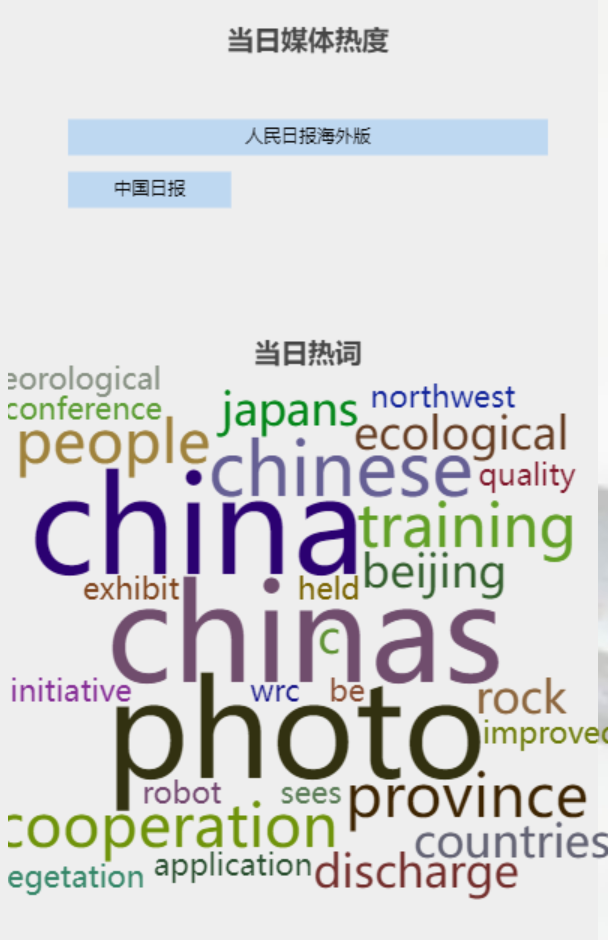 当日媒体热度
人民日报海外版
中国日报
当日热词
eorological
northwest
conference
japans
people
ecological
chinese
quality
china
training
beijing
exhibit
held
chinas
c
initiative
wrc
be
rock
photo
improved
robot
sees
province
cooperation
countries
application
egetation
discharge